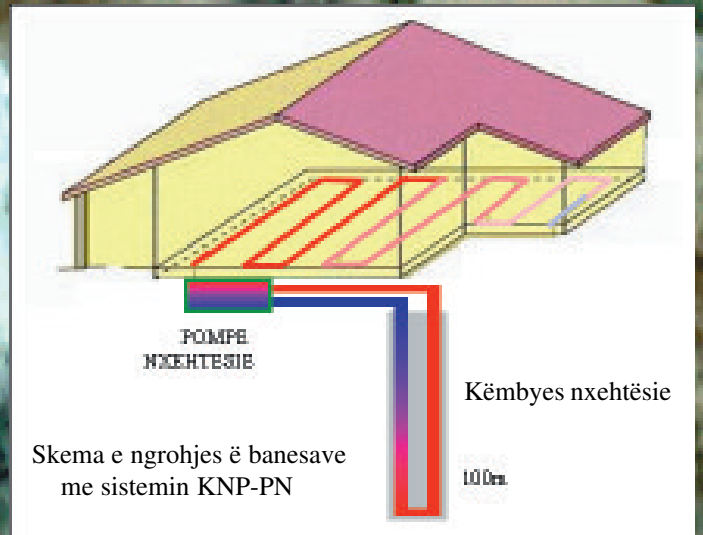 POMPE
NXEHTESIE
Këmbyes nxehtësie
Skema e ngrohjes ë banesave
me sistemin KNP-PN
100m